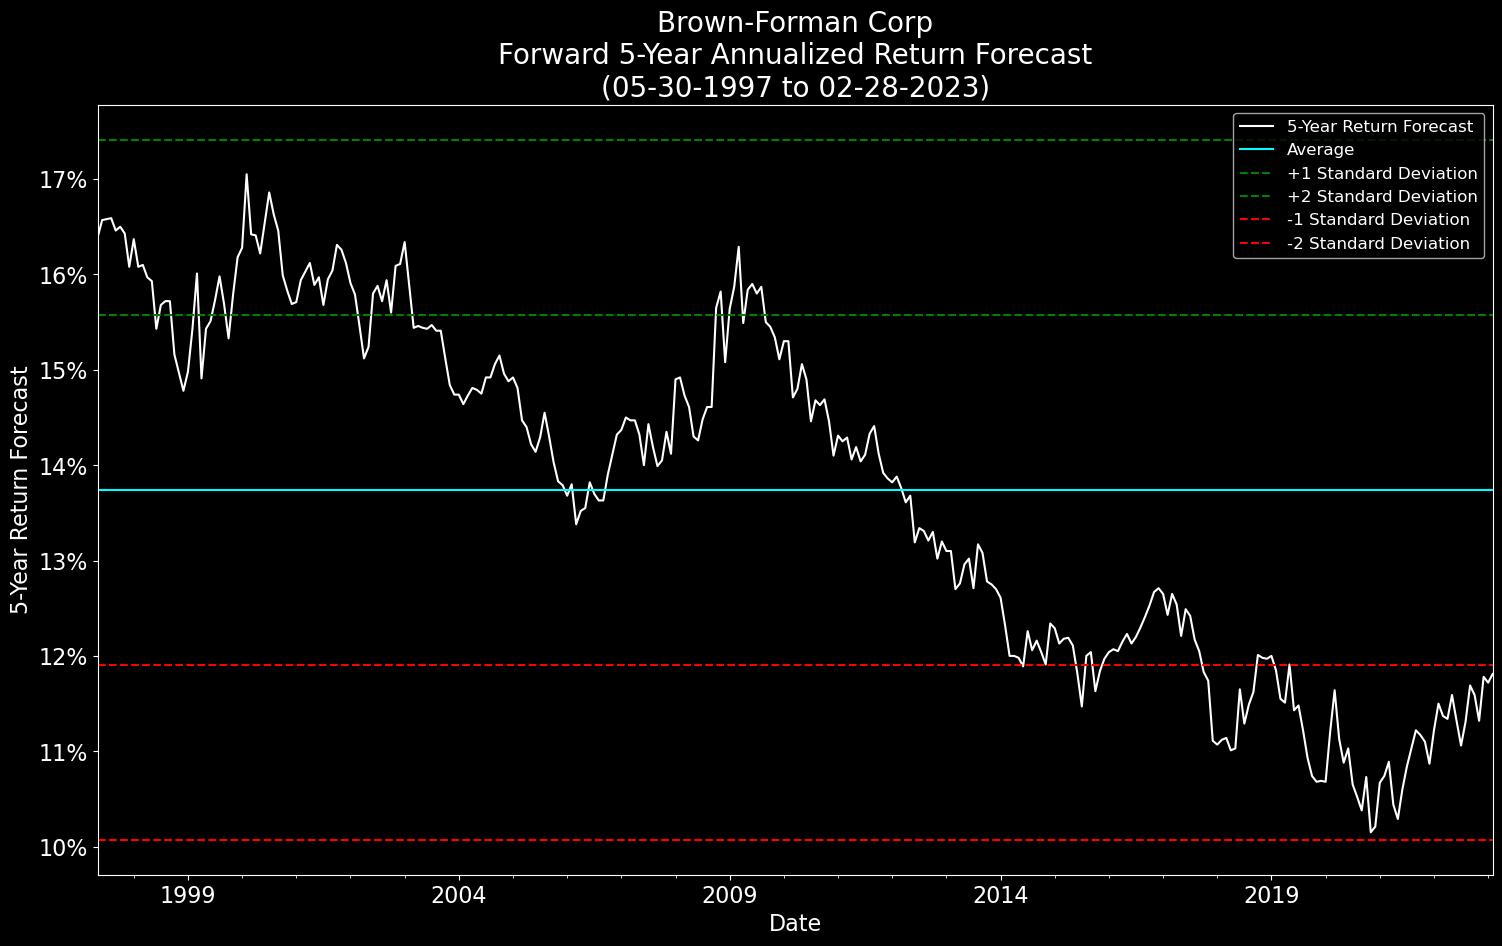 Brown-Forman Corp
Forward 5-Year Annualized Return Forecast
(05-30-1997 to 02-28-2023)
5-Year Return Forecast
Average
+1 Standard Deviation
+2 Standard Deviation
-1 Standard Deviation
-2 Standard Deviation
5-Year Return Forecast
17%
16%
15%
14%
13%
12%
11%
10%
1999
2004
2009
2014
2019
Date